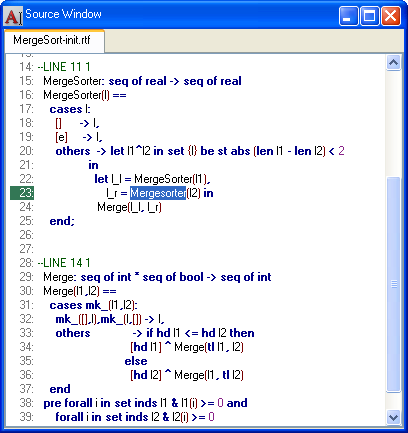 Source Window
MergeSort-init.rtf
14: --LINE 11 1
15: MergeSorter: seq of real -> seq of real
16: MergeSorter(l) ==
17: cases l:
18: [] -> l,
19: [e] -> l,
20: others -> let l1^l2 in set {l} be st abs (len l1 - len l2) < 2
21: in
22: let l_l = MergeSorter(l1),
23: l_r = Mergesorter(l2) in
24: Merge(l_l, l_r)
25: end;
26:
27:
28: --LINE 14 1
29: Merge: seq of int * seq of bool -> seq of int
30: Merge(l1,l2) ==
31: cases mk_(l1,l2):
32: mk_([],l),mk_(l,[]) -> l,
33: others -> if hd l1 <= hd l2 then
34: [hd l1] ^ Merge(tl l1, l2)
35: else
36: [hd l2] ^ Merge(l1, tl l2)
37: end
38: pre forall i in set inds l1 & l1(i) >= 0 and
39: forall i in set inds l2 & l2(i) >= 0